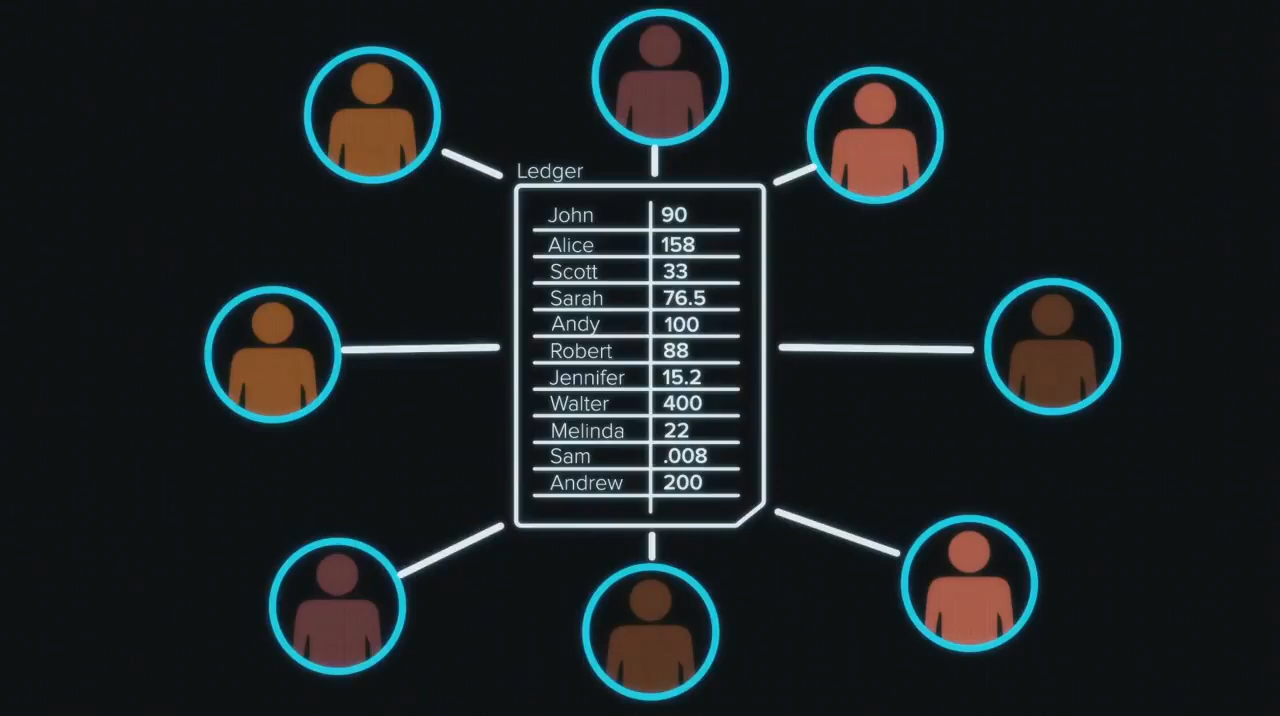 Ledger
John 90
Alice 158
Scott 33
Sarah 76.5
Andy 100
Robert 88
Jennifer 15.2
Walter 400
Melinda 22
Sam .008
Andrew 200